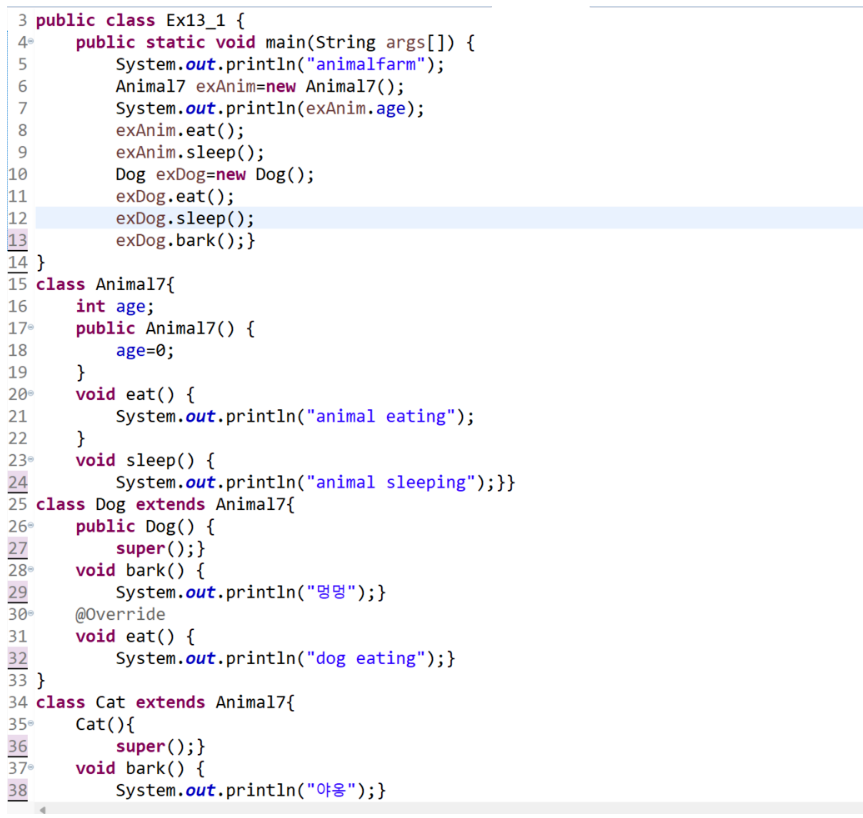 3 public class Ex13_1 {
4 public static void main(String args[]) {
5 System.out.println("animalfarm");
6 Animal7 exAnim=new Animal7();
7 System.out.println(exAnim.age);
8 exAnim.eat();
9 exAnim.sleep();
10 Dog exDog=new Dog();
11 exDog.eat();
12 exDog.sleep();
13 exDog.bark();}
14 }
15 class Animal7{
16 int age;
17 public Animal7() {
18 age=0;
19 }
20 void eat() {
21 System.out.println("animal eating");
22 }
23 void sleep() {
24 System.out.println("animal sleeping");}}
25 class Dog extends Animal7{
26 public Dog() {
27 super();}
28 void bark() {
29 System.out.println("멍멍");}
30 @Override
31 void eat() {
32 System.out.println("dog eating");}
33 }
34 class Cat extends Animal7{
35 Cat(){
36 super();}
37 void bark() {
38 System.out.println("야옹");}